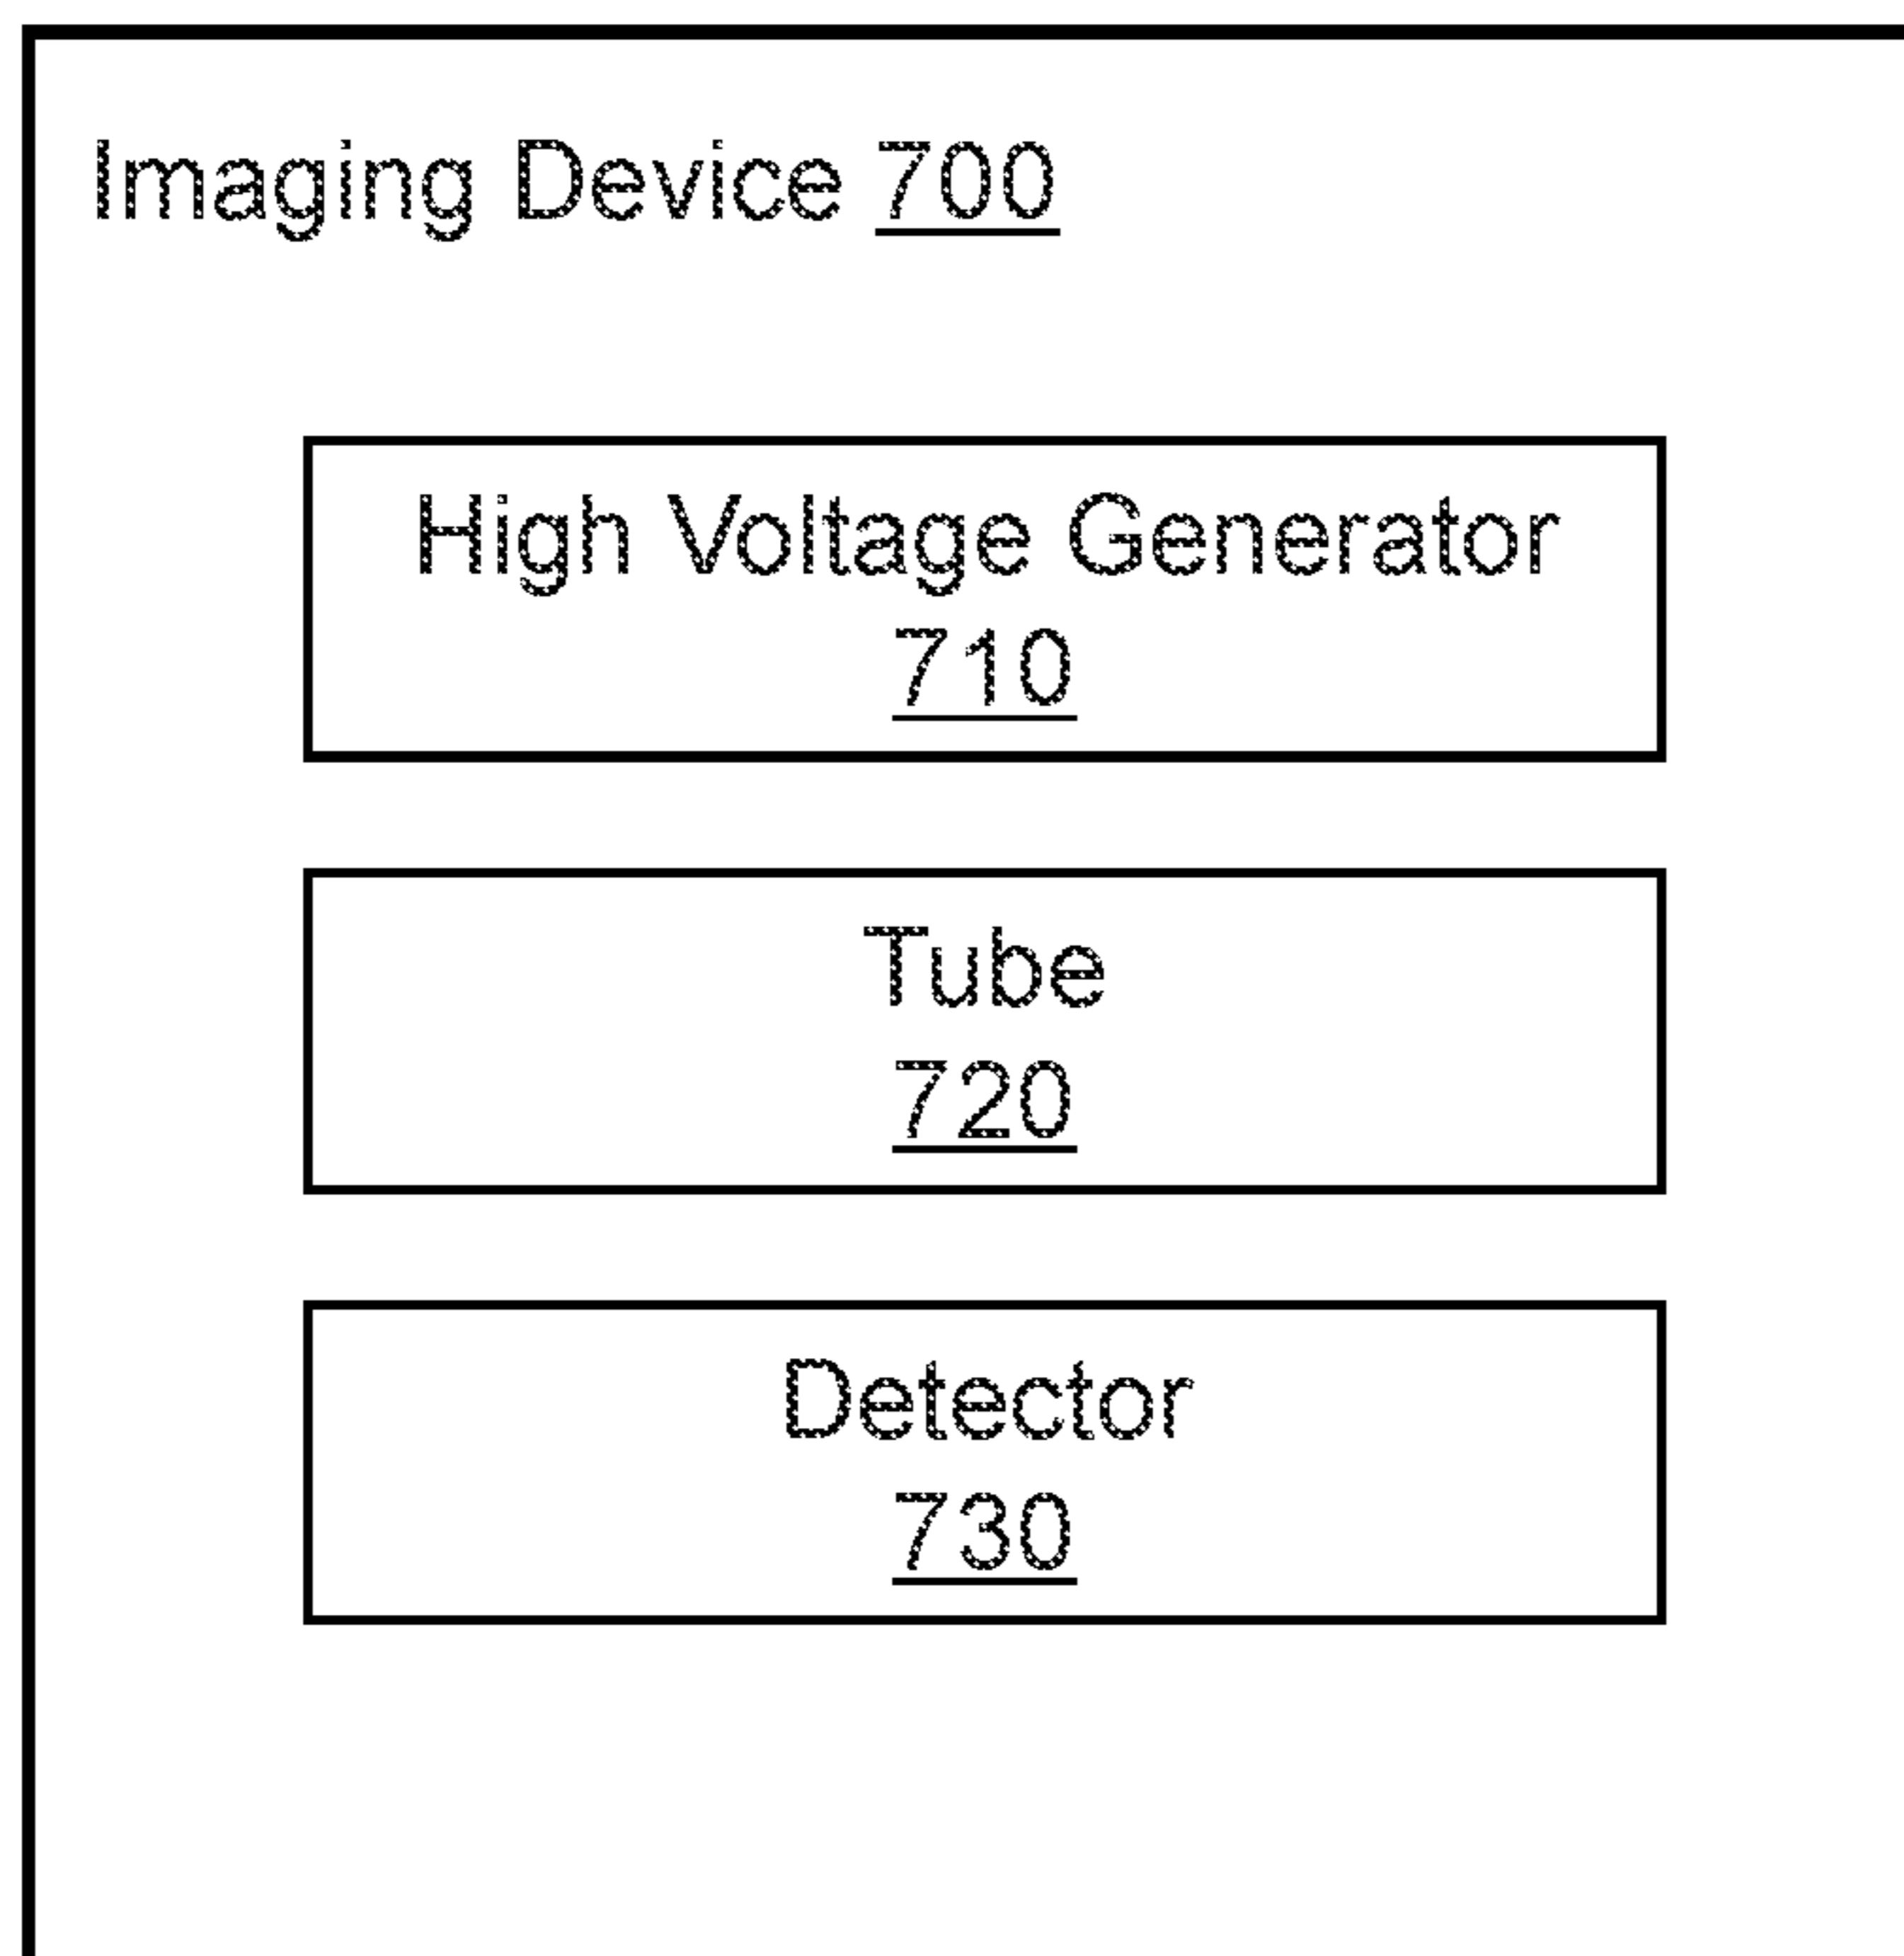 Imaging Device 700
High Voltage Generator
710
Tube
720
Detector
730